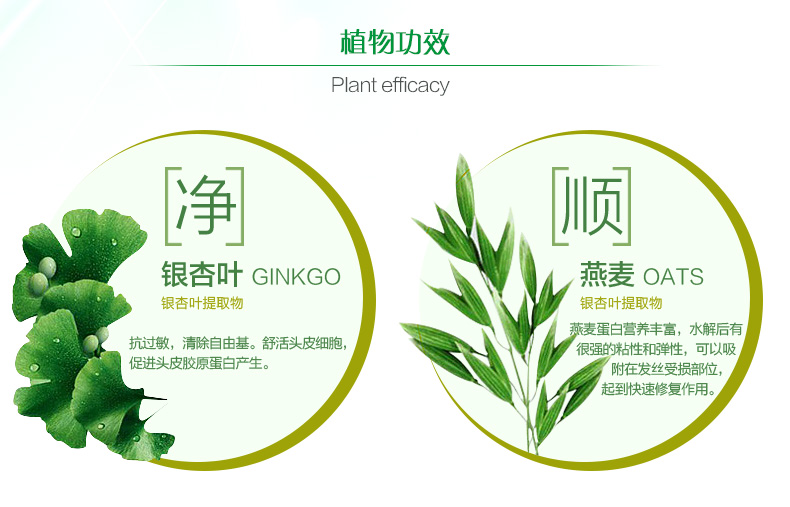 植物功效
Plant efficacy
[净]
银杏叶 GINKGO
银杏叶提取物
抗过敏，清除自由基。舒活头皮细胞，
促进头皮胶原蛋白产生。
[顺]
燕麦 OATS
银杏叶提取物
燕麦蛋白营养丰富，水解后有
很强的粘性和弹性，可以吸
附在发丝受损部位，
起到快速修复作用。